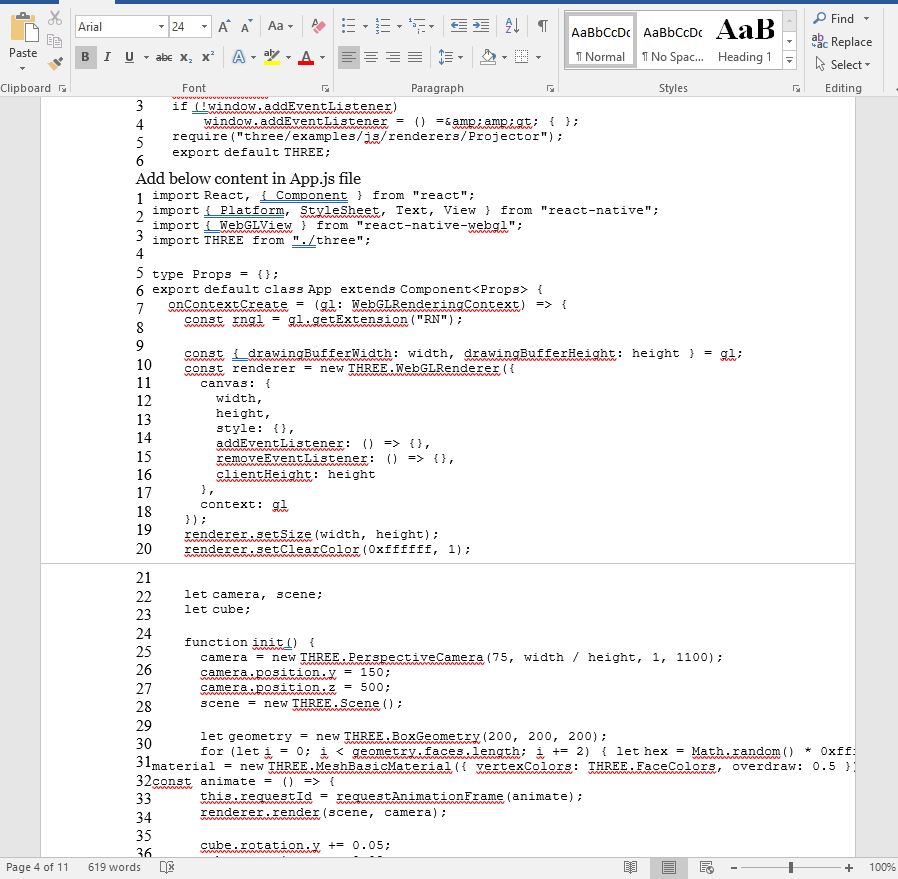 Arial 24 Aa
Paste
Find
Replace
Select
B I U abc x₂ x² A ab A
AaBbCcDc AaBbCcDc AaB
¶ Normal ¶ No Spac... Heading 1
Clipboard Font Paragraph Styles Editing
3 if (!window.addEventListener)
4 window.addEventListener = () =&amp;amp;gt; { };
5 require("three/examples/js/renderers/Projector");
6 export default THREE;
Add below content in App.js file
1 import React, { Component } from "react";
2 import { Platform, StyleSheet, Text, View } from "react-native";
3 import { WebGLView } from "react-native-webgl";
import THREE from "./three";
4
5 type Props = {};
6 export default class App extends Component<Props> {
7 onContextCreate = (gl: WebGLRenderingContext) => {
8 const rngl = gl.getExtension("RN");
9
const { drawingBufferWidth: width, drawingBufferHeight: height } = gl;
10 const renderer = new THREE.WebGLRenderer({
11 canvas: {
12 width,
height,
13 style: {},
14 addEventListener: () => {},
15 removeEventListener: () => {},
16 clientHeight: height
17 },
18 context: gl
});
19 renderer.setSize(width, height);
20 renderer.setClearColor(0xffffff, 1);
21
22 let camera, scene;
23 let cube;
24
function init() {
25 camera = new THREE.PerspectiveCamera(75, width / height, 1, 1100);
26 camera.position.y = 150;
27 camera.position.z = 500;
28 scene = new THREE.Scene();
29
let geometry = new THREE.BoxGeometry(200, 200, 200);
30 for (let i = 0; i < geometry.faces.length; i += 2) { let hex = Math.random() * 0xff
31 material = new THREE.MeshBasicMaterial({ vertexColors: THREE.FaceColors, overdraw: 0.5 })
32 const animate = () => {
33 this.requestId = requestAnimationFrame(animate);
34 renderer.render(scene, camera);
35
cube.rotation.y += 0.05;
36
Page 4 of 11 619 words 100%